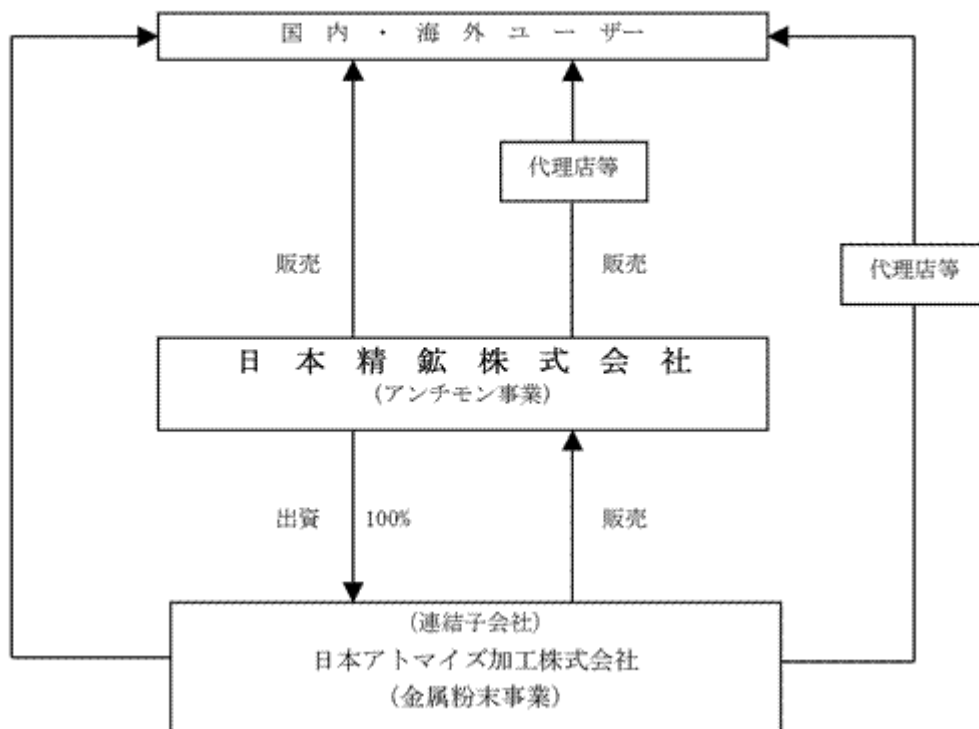 国内・海外ユーザー
代理店等
代理店等
販売
販売
日本精鉱株式会社
(アンチモン事業)
出資
100%
販売
(連結子会社)
日本アトマイズ加工株式会社
(金属粉末事業)